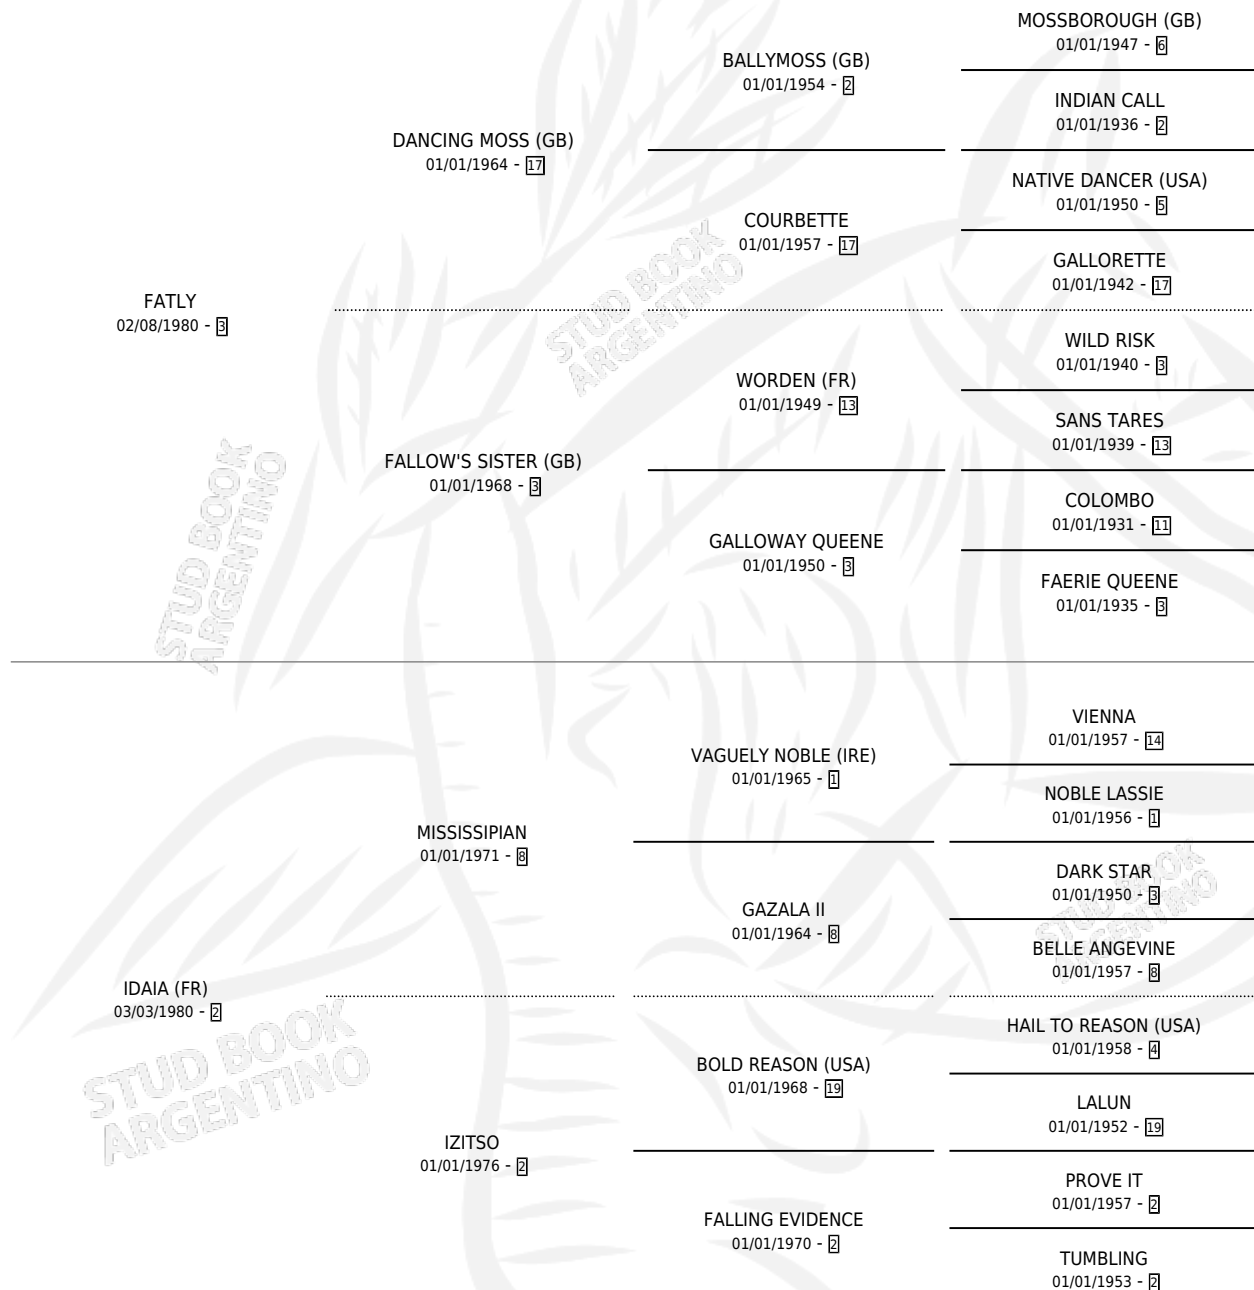 MOSSBOROUGH (GB)
01/01/1947 - 6
BALLYMOSS (GB)
01/01/1954 - 2
INDIAN CALL
01/01/1936 - 2
DANCING MOSS (GB)
01/01/1964 - 17
NATIVE DANCER (USA)
01/01/1950 - 5
COURBETTE
01/01/1957 - 17
GALLORETTE
01/01/1942 - 17
FATLY
02/08/1980 - 3
WILD RISK
01/01/1940 - 3
WORDEN (FR)
01/01/1949 - 13
SANS TARES
01/01/1939 - 13
FALLOW'S SISTER (GB)
01/01/1968 - 3
COLOMBO
01/01/1931 - 11
GALLOWAY QUEENE
01/01/1950 - 3
FAERIE QUEENE
01/01/1935 - 3
STUD BOOK
ARGENTINO
STUD BOOK
ARGENTINO
VIENNA
01/01/1957 - 14
VAGUELY NOBLE (IRE)
01/01/1965 - 1
NOBLE LASSIE
01/01/1956 - 1
MISSISSIPIAN
01/01/1971 - 8
DARK STAR
01/01/1950 - 3
GAZALA II
01/01/1964 - 8
BELLE ANGEVINE
01/01/1957 - 8
IDAIA (FR)
03/03/1980 - 2
HAIL TO REASON (USA)
01/01/1958 - 4
BOLD REASON (USA)
01/01/1968 - 19
LALUN
01/01/1952 - 19
IZITSO
01/01/1976 - 2
PROVE IT
01/01/1957 - 2
FALLING EVIDENCE
01/01/1970 - 2
TUMBLING
01/01/1953 - 2
STUD BOOK
ARGENTINO
STUD BOOK
ARGENTINO